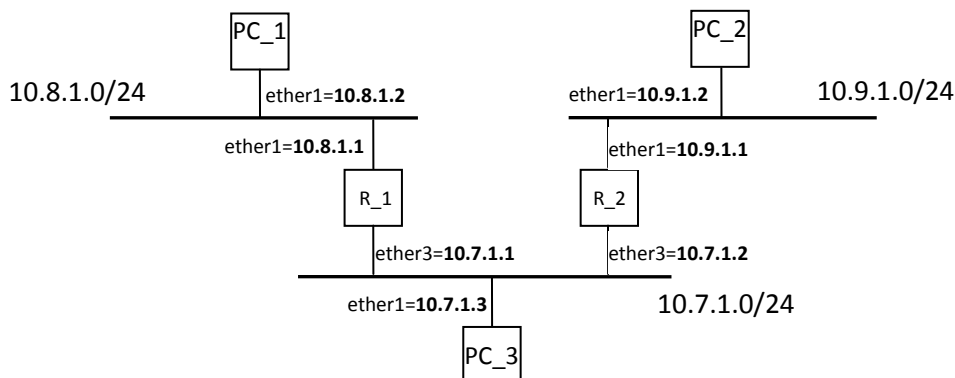 PC_1
PC_2
10.8.1.0/24
ether1=10.8.1.2
ether1=10.9.1.2
10.9.1.0/24
ether1=10.8.1.1
ether1=10.9.1.1
R_1
R_2
ether3=10.7.1.1
ether3=10.7.1.2
ether1=10.7.1.3
10.7.1.0/24
PC_3